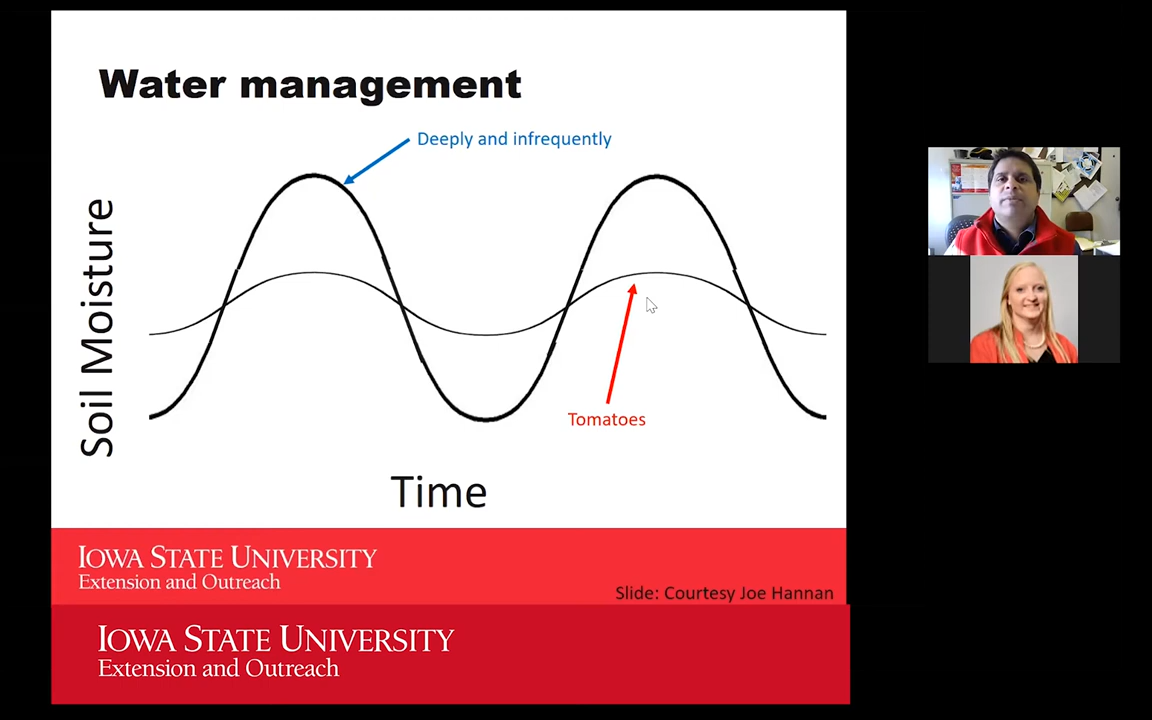 Water management
Deeply and infrequently
Soil Moisture
Tomatoes
Time
IOWA STATE UNIVERSITY
Extension and Outreach
Slide: Courtesy Joe Hannan
IOWA STATE UNIVERSITY
Extension and Outreach